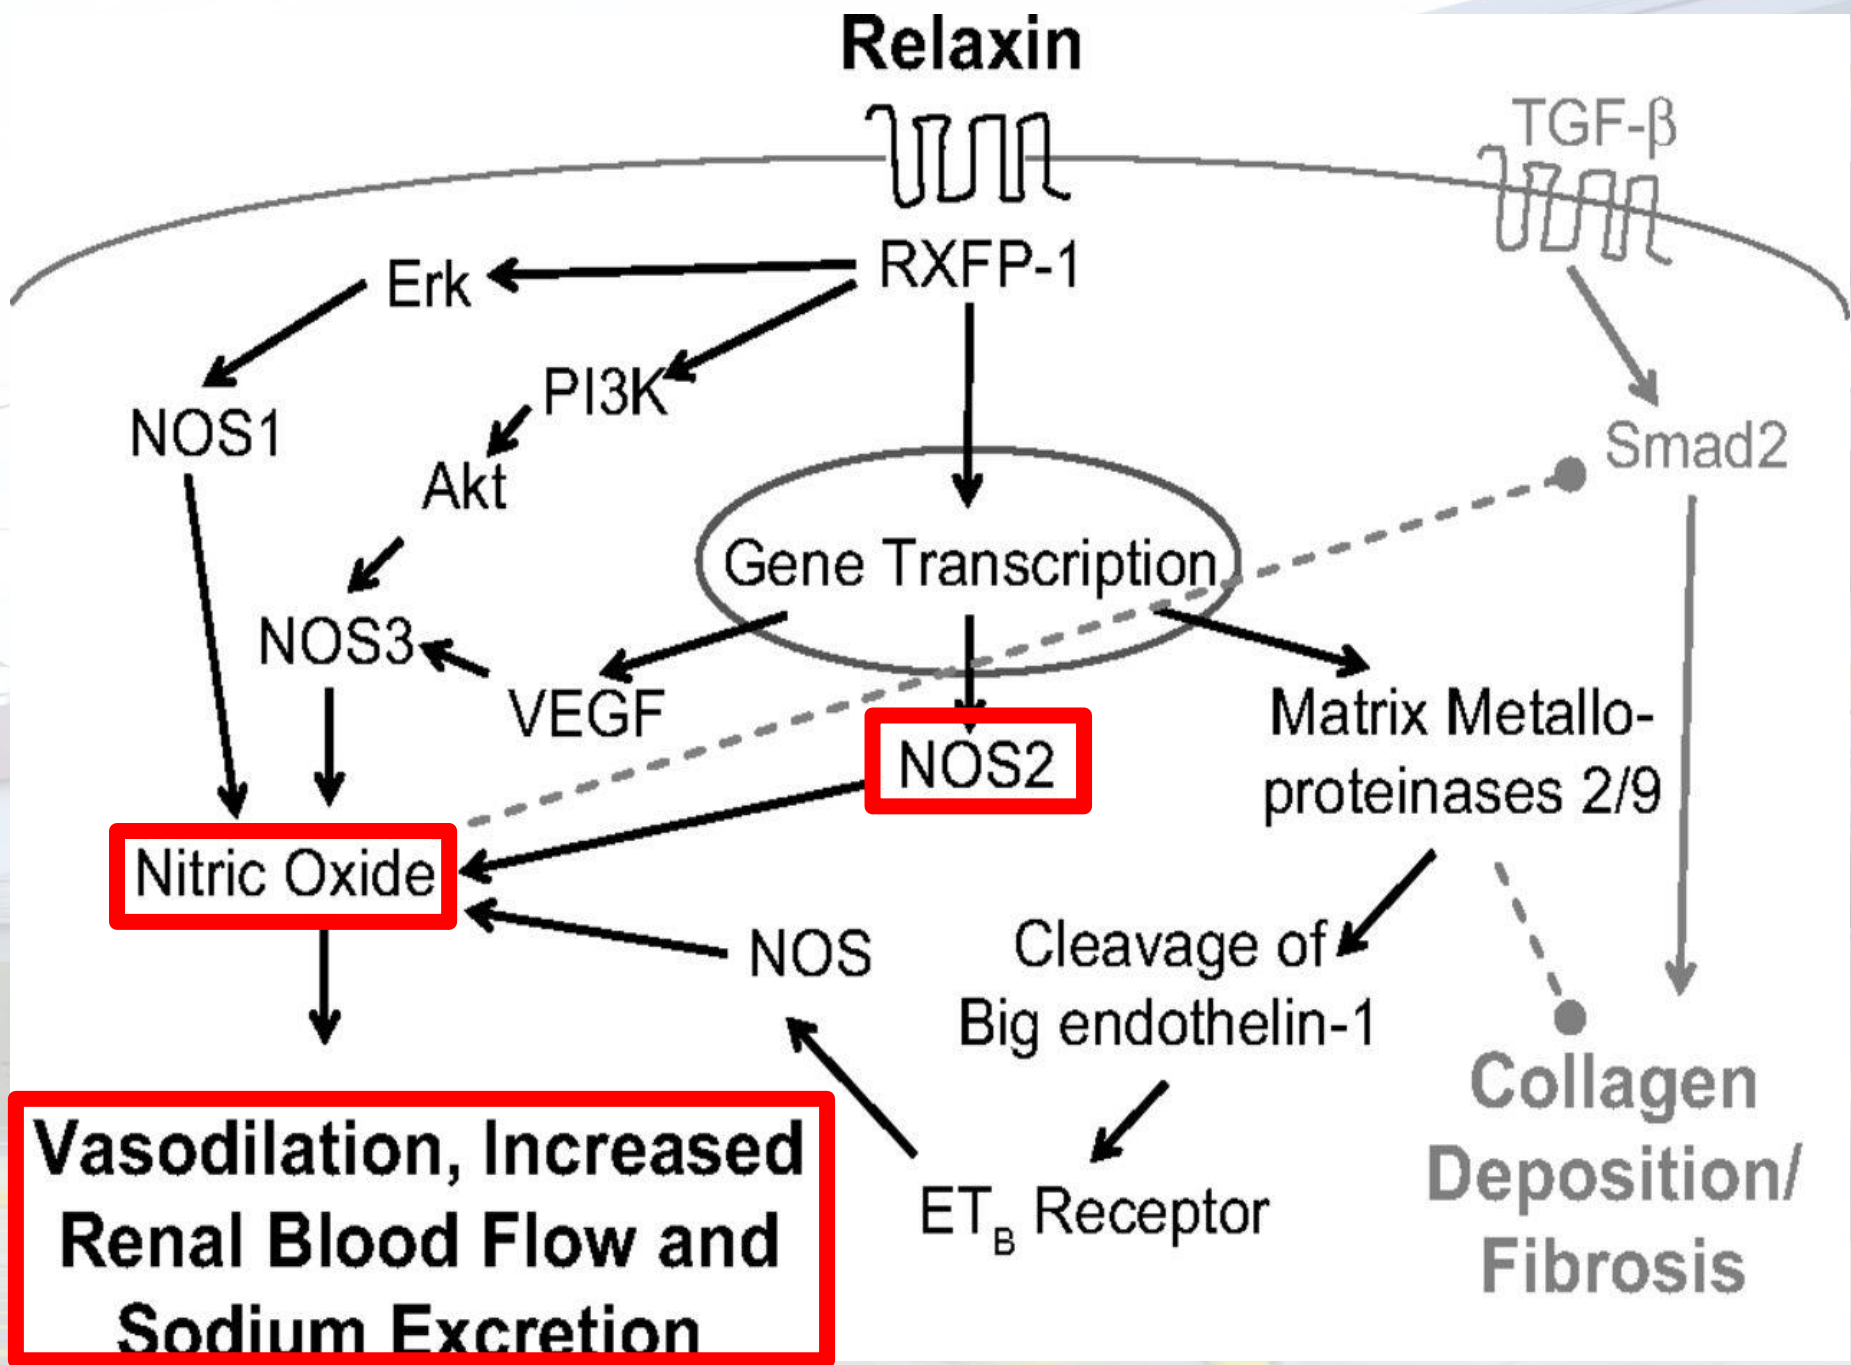 Relaxin
TGF-β
RXFP-1
Erk
PI3K
NOS1
Smad2
Akt
Gene Transcription
NOS3
VEGF
NOS2
Matrix Metallo-
proteinases 2/9
Nitric Oxide
NOS
Cleavage of
Big endothelin-1
ETB Receptor
Collagen
Deposition/
Fibrosis
Vasodilation, Increased
Renal Blood Flow and
Sodium Excretion